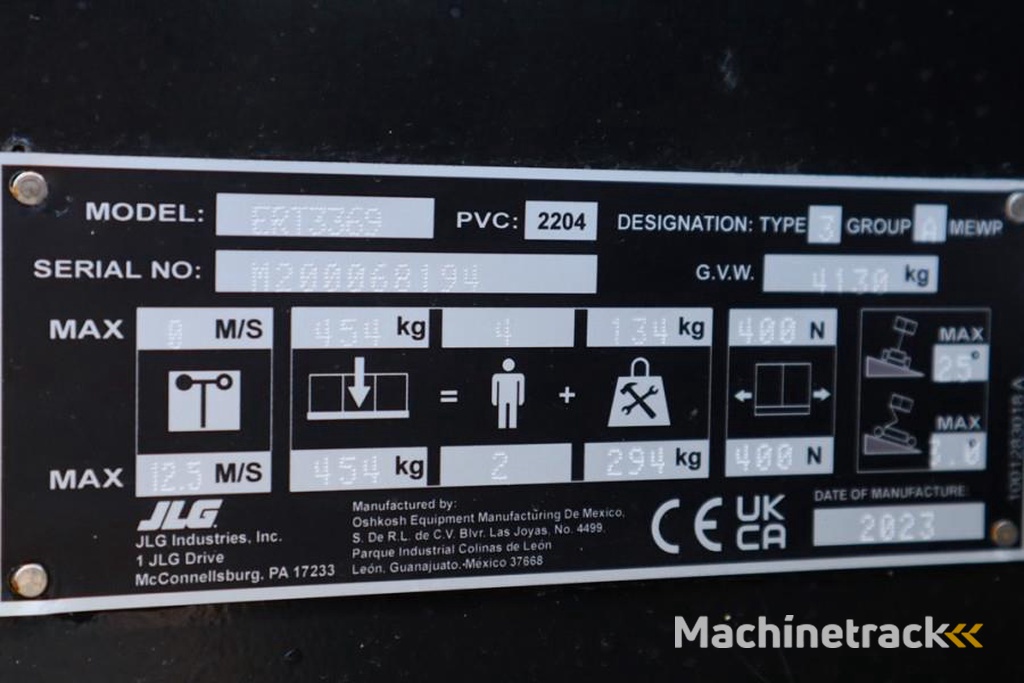 MODEL: ERT3369 PVC: 2204 DESIGNATION: TYPE 3 GROUP A MEWP
SERIAL NO: M200068194 G.V.W. 4130 kg
MAX 0 M/S 454 kg 4 134 kg 400 N MAX 25°
= +
MAX 12.5 M/S 454 kg 2 294 kg 400 N MAX 3.0°
JLG
JLG Industries, Inc.
1 JLG Drive
McConnellsburg, PA 17233
Manufactured by:
Oshkosh Equipment Manufacturing De Mexico,
S. De R.L. de C.V. Blvr. Las Joyas, No. 4499.
Parque Industrial Colinas de León
León, Guanajuato.-México 37668
CE UK
CA
DATE OF MANUFACTURE:
2023
1001283018 A
Machinetrack